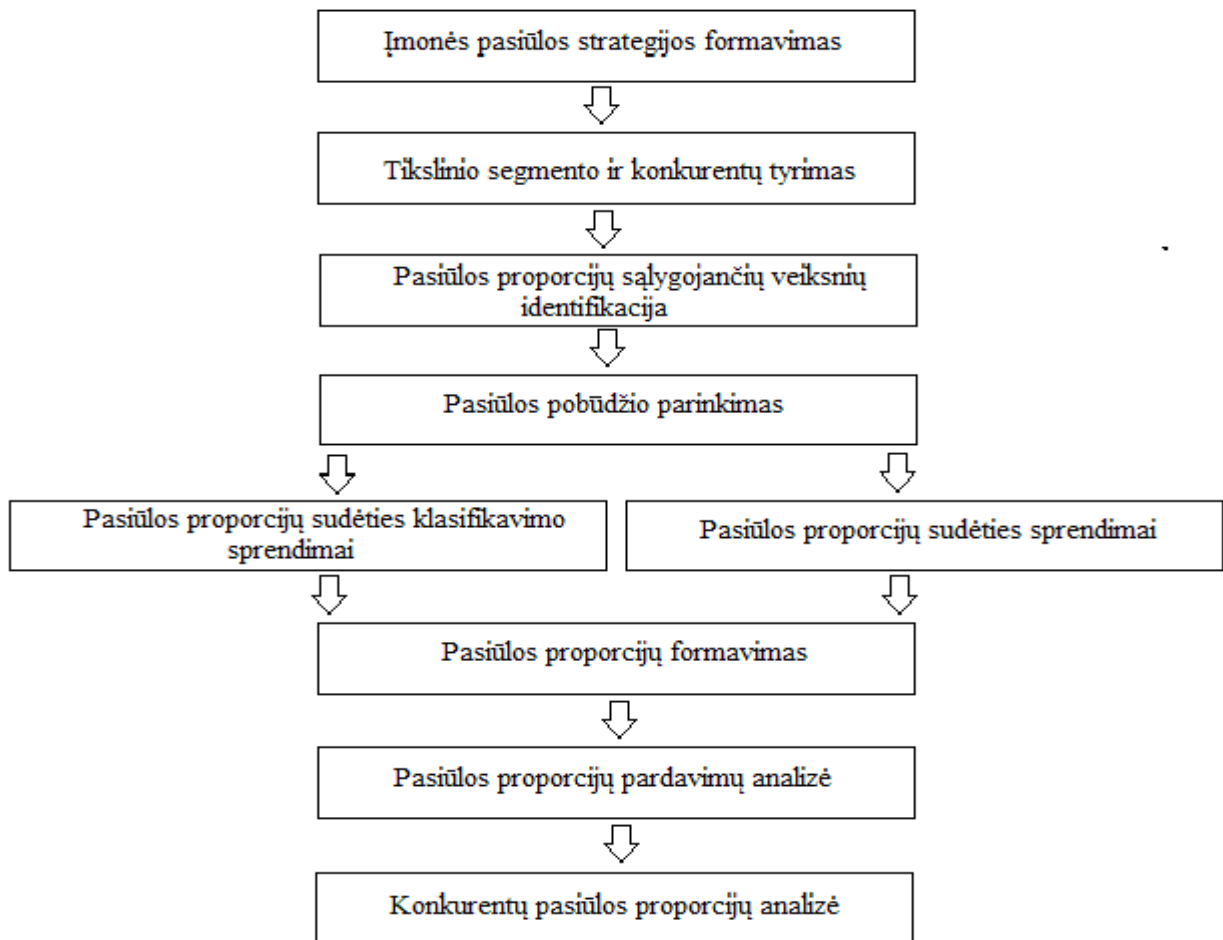 Įmonės pasiūlos strategijos formavimas
Tikslinio segmento ir konkurentų tyrimas
Pasiūlos proporcijų sąlygojančių veiksnių
identifikacija
Pasiūlos pobūdžio parinkimas
Pasiūlos proporcijų sudėties klasifikavimo
sprendimai
Pasiūlos proporcijų sudėties sprendimai
Pasiūlos proporcijų formavimas
Pasiūlos proporcijų pardavimų analizė
Konkurentų pasiūlos proporcijų analizė